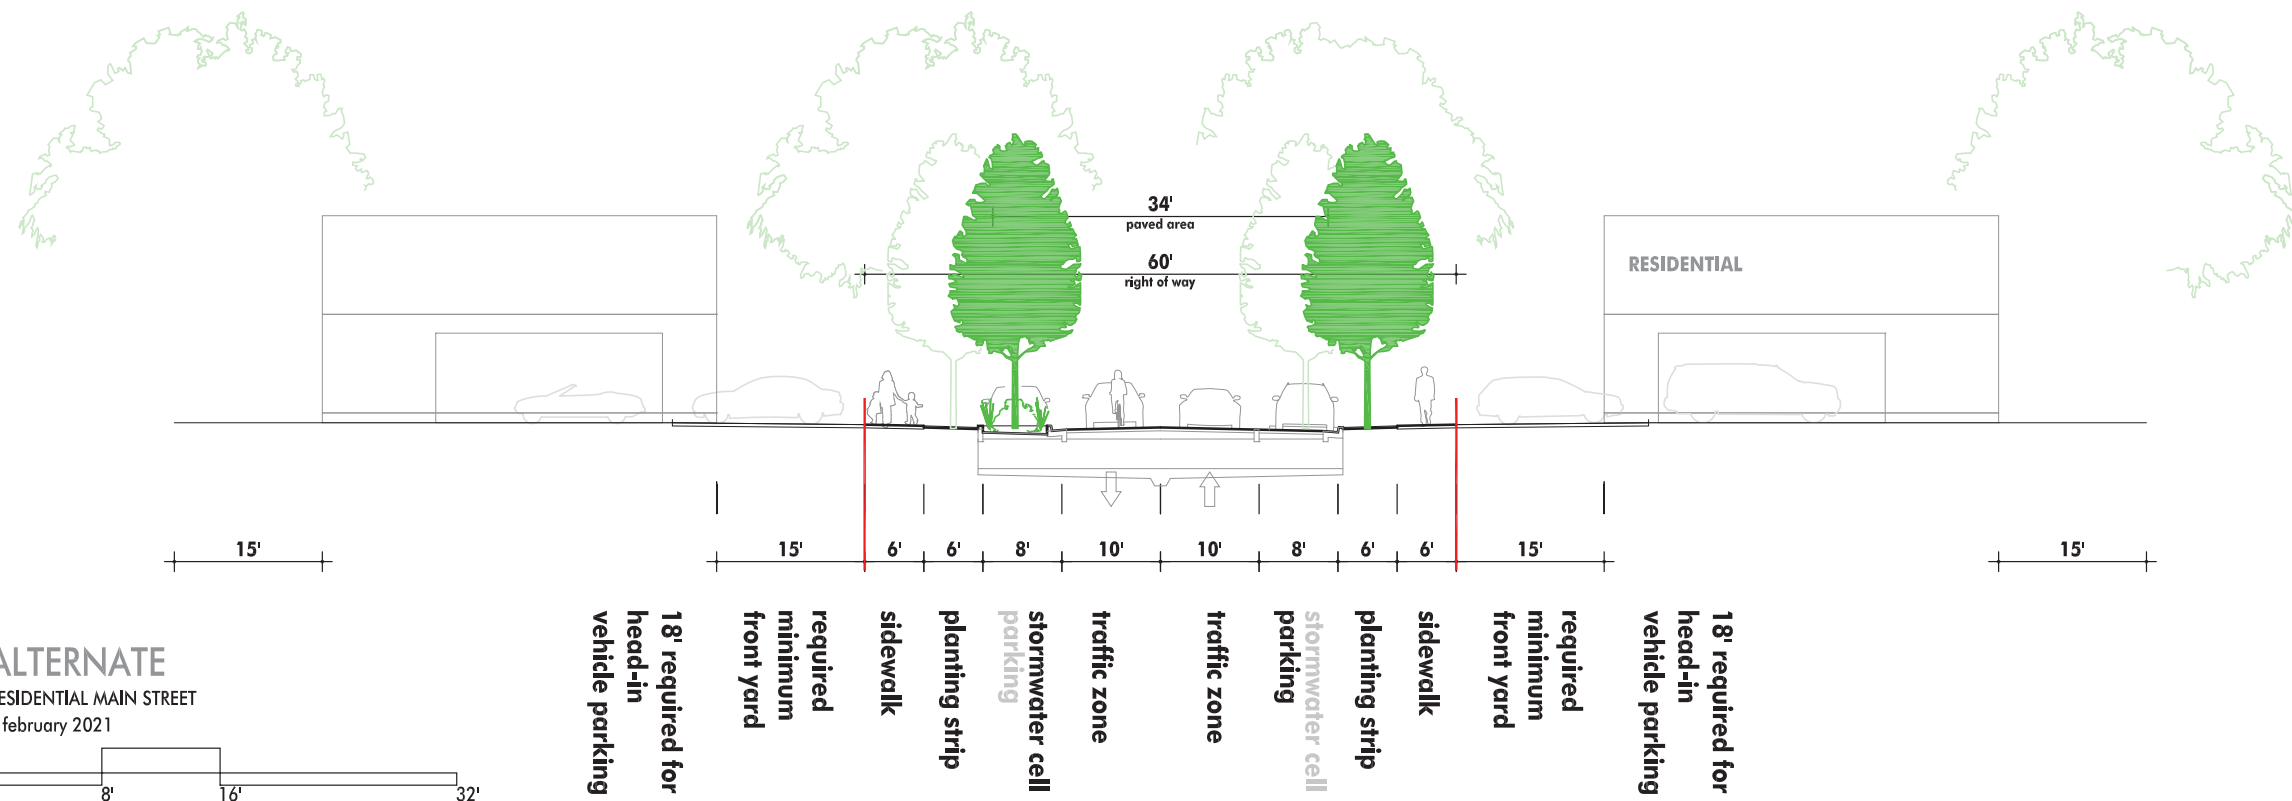 34'
paved area
60'
right of way
RESIDENTIAL
15'
15'
6'
6'
8'
10'
10'
8'
6'
6'
15'
15'
18' required for
head-in
vehicle parking
required
minimum
front yard
sidewalk
planting strip
stormwater cell
parking
traffic zone
traffic zone
stormwater cell
parking
planting strip
sidewalk
required
minimum
front yard
18' required for
head-in
vehicle parking
ALTERNATE
ESIDENTIAL MAIN STREET
february 2021
8'
16'
32'